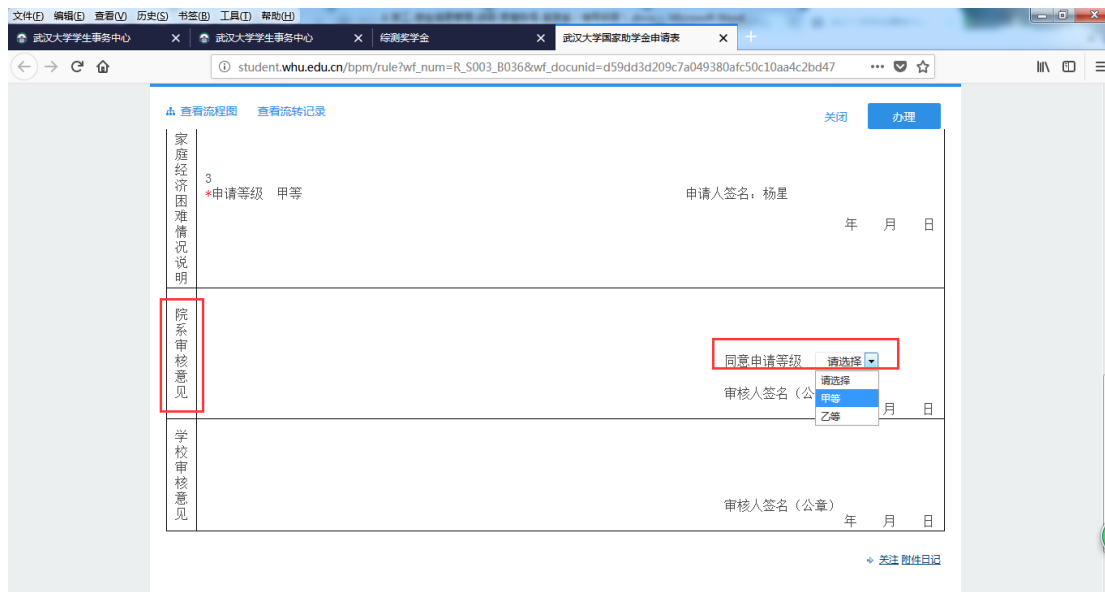 文件(F) 编辑(E) 查看(V) 历史(S) 书签(B) 工具(T) 帮助(H)
武汉大学学生事务中心 武汉大学学生事务中心 综测奖学金 武汉大学国家助学金申请表
student.whu.edu.cn/bpm/rule?wf_num=R_S003_B036&wf_docunid=d59dd3d209c7a049380afc50c10aa4c2bd47
查看流程图 查看流转记录 关闭 办理
家庭经济困难情况说明
3
*申请等级 甲等 申请人签名：杨星
年 月 日
院系审核意见
同意申请等级 请选择
请选择
甲等
乙等
审核人签名（公
月 日
学校审核意见
审核人签名（公章）
年 月 日
关注 附件日记